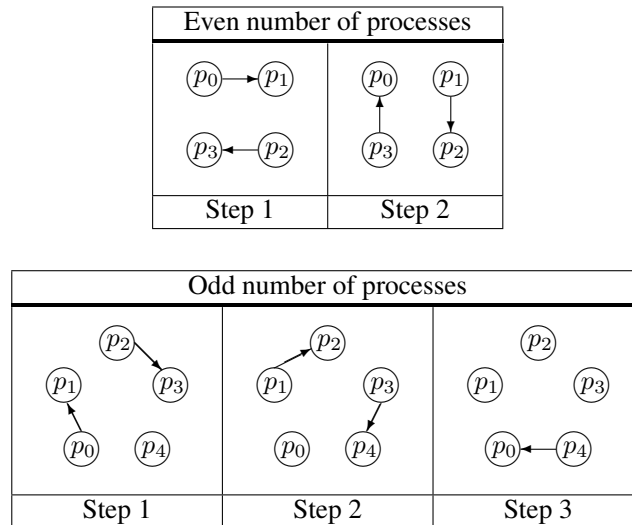 Even number of processes
p0 p1 p0 p1
p3 p2 p3 p2
Step 1 Step 2
Odd number of processes
p2 p2 p2
p1 p3 p1 p3 p1 p3
p0 p4 p0 p4 p0 p4
Step 1 Step 2 Step 3